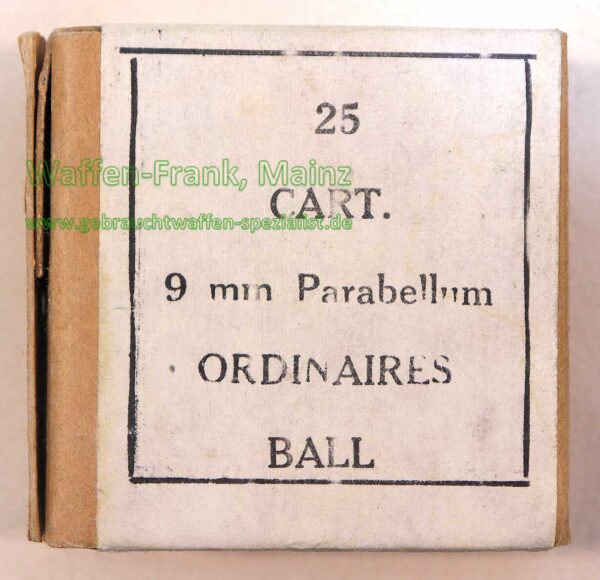 25
Waffen-Frank, Mainz
CART.
www.gebrauchtwaffen-spezialist.de
9 mm Parabellum
ORDINAIRES
BALL